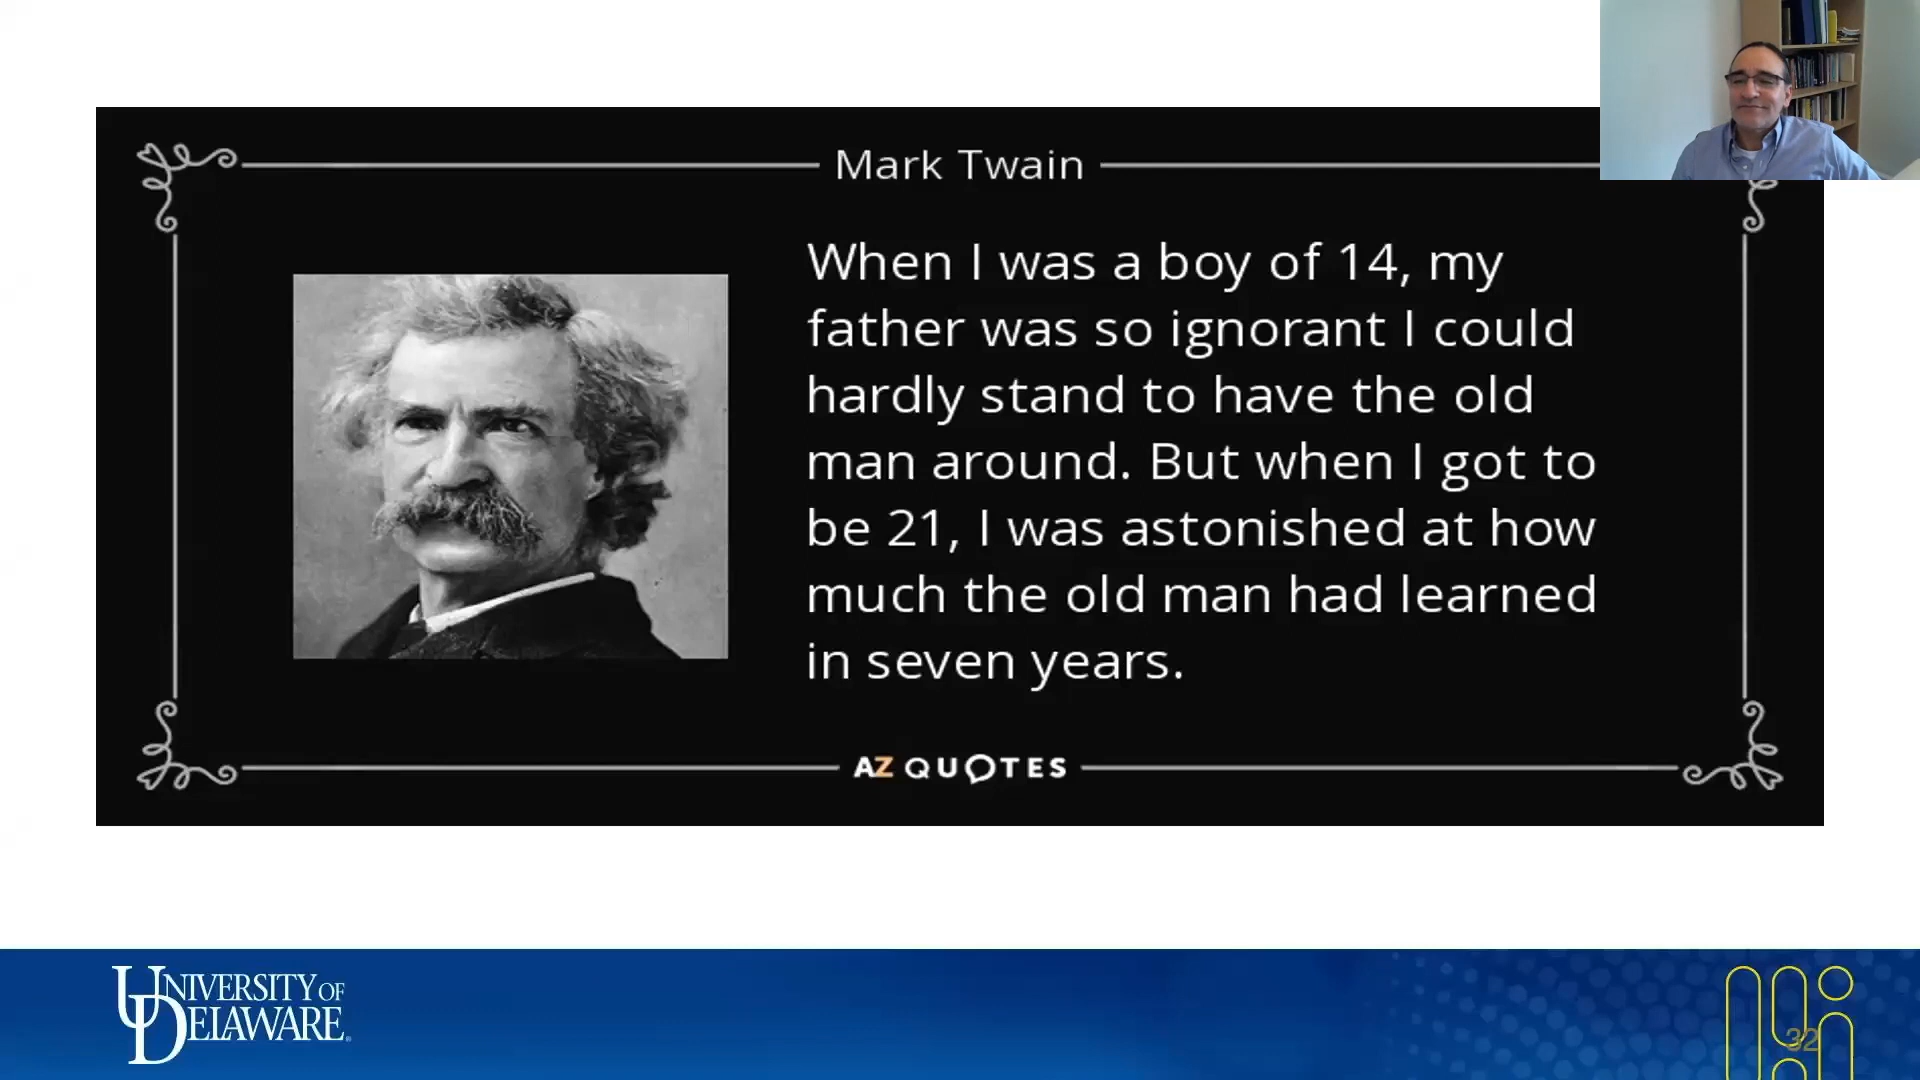 Mark Twain
When I was a boy of 14, my
father was so ignorant I could
hardly stand to have the old
man around. But when I got to
be 21, I was astonished at how
much the old man had learned
in seven years.
AZ QUOTES
UNIVERSITY OF
DELAWARE
32